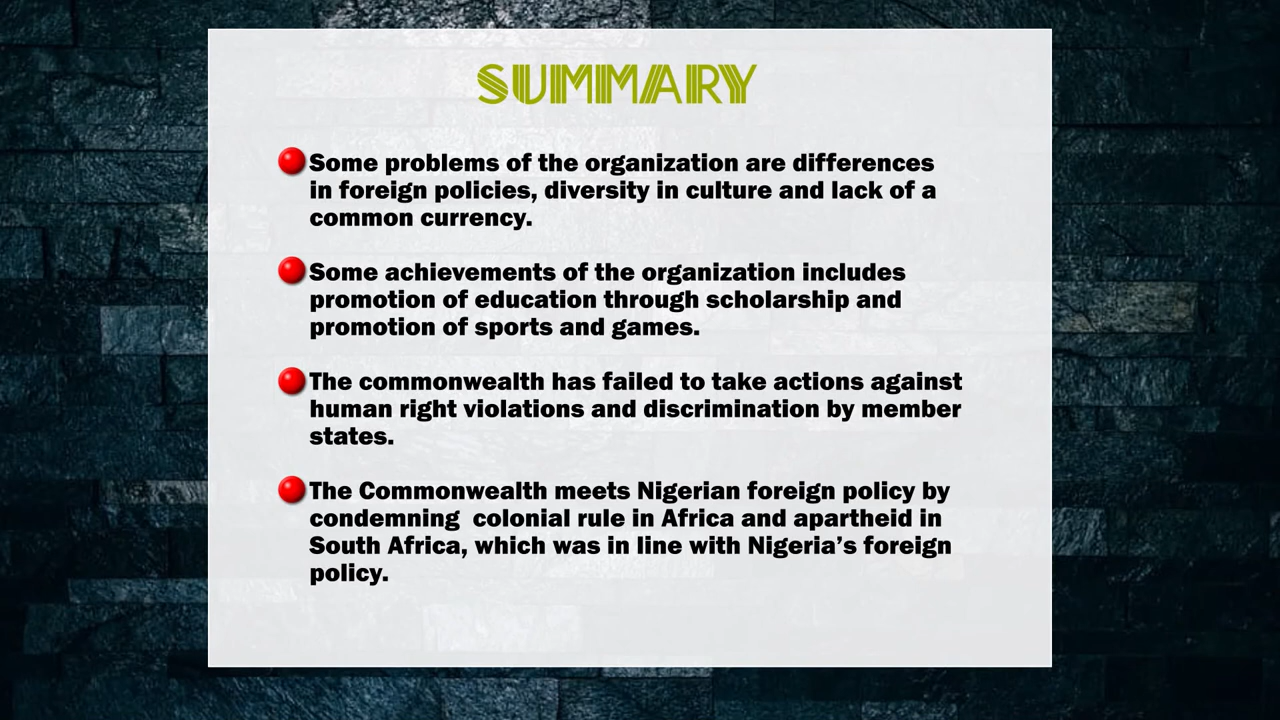 SUMMARY
Some problems of the organization are differences
in foreign policies, diversity in culture and lack of a
common currency.
Some achievements of the organization includes
promotion of education through scholarship and
promotion of sports and games.
The commonwealth has failed to take actions against
human right violations and discrimination by member
states.
The Commonwealth meets Nigerian foreign policy by
condemning  colonial rule in Africa and apartheid in
South Africa, which was in line with Nigeria’s foreign
policy.